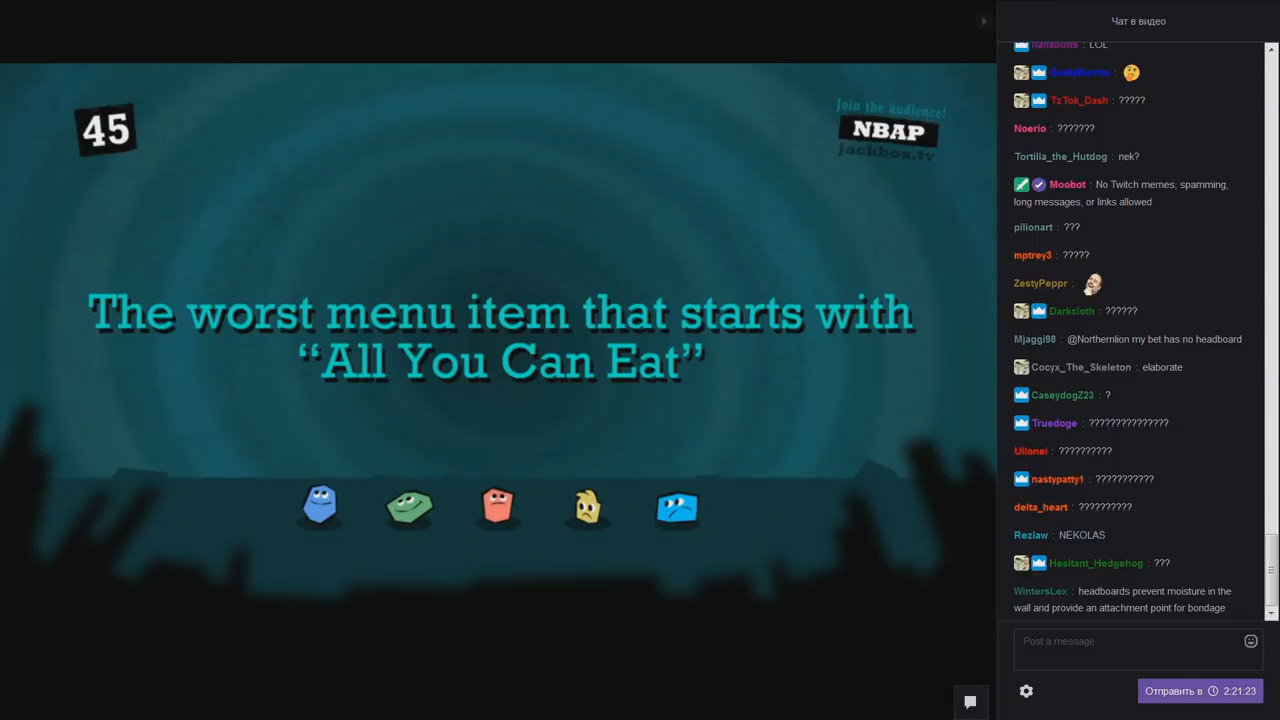 45
Join the audience!
NBAP
jackbox.tv
The worst menu item that starts with
“All You Can Eat”
Чат в видео
Nanabutts : LOL
:
TzTok_Dash : ?????
Noerio : ???????
Tortilla_the_Hutdog : nek?
Moobot : No Twitch memes, spamming,
long messages, or links allowed
pilionart : ???
mptrey3 : ?????
ZestyPeppr :
Darkcloth : ??????
Mjaggi98 : @Northernlion my bet has no headboard
Cocyx_The_Skeleton : elaborate
CaseydogZ23 : ?
Truedoge : ???????????????
Ullonei : ??????????
nastypatty1 : ???????????
delta_heart : ??????????
Rezlaw : NEKOLAS
Hesitant_Hedgehog : ???
WintersLex : headboards prevent moisture in the
wall and provide an attachment point for bondage
Post a message
Отправить в 2:21:23